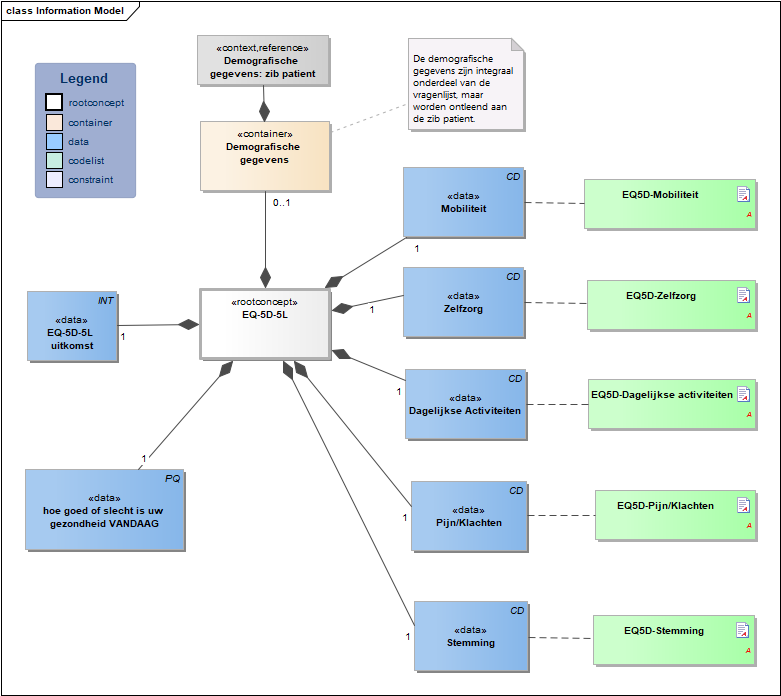 class Information Model
«context,reference»
Demografische
gegevens: zib patient
De demografische
gegevens zijn integraal
onderdeel van de
vragenlijst, maar
worden ontleend aan
de zib patient.
Legend
rootconcept
container
data
codelist
constraint
«container»
Demografische
gegevens
0..1
CD
«data»
Mobiliteit
1
EQ5D-Mobiliteit
A
CD
«data»
Zelfzorg
1
EQ5D-Zelfzorg
A
«rootconcept»
EQ-5D-5L
INT
«data»
EQ-5D-5L
uitkomst
1
CD
«data»
Dagelijkse Activiteiten
1
EQ5D-Dagelijkse activiteiten
A
PQ
«data»
hoe goed of slecht is uw
gezondheid VANDAAG
1
CD
«data»
Pijn/Klachten
1
EQ5D-Pijn/Klachten
A
CD
«data»
Stemming
1
EQ5D-Stemming
A